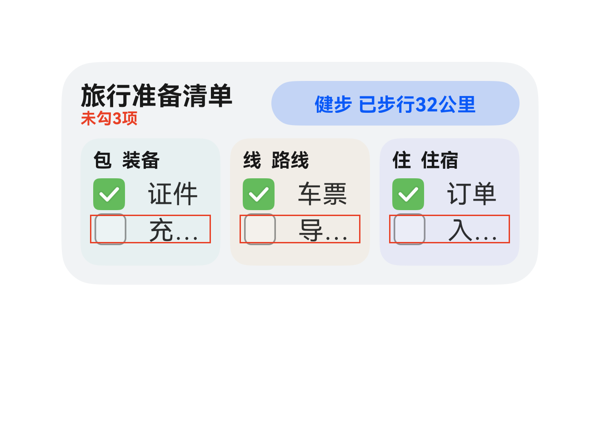 旅行准备清单
未勾3项
健步 已步行32公里
包 装备
证件
充...
线 路线
车票
导...
住 住宿
订单
入...